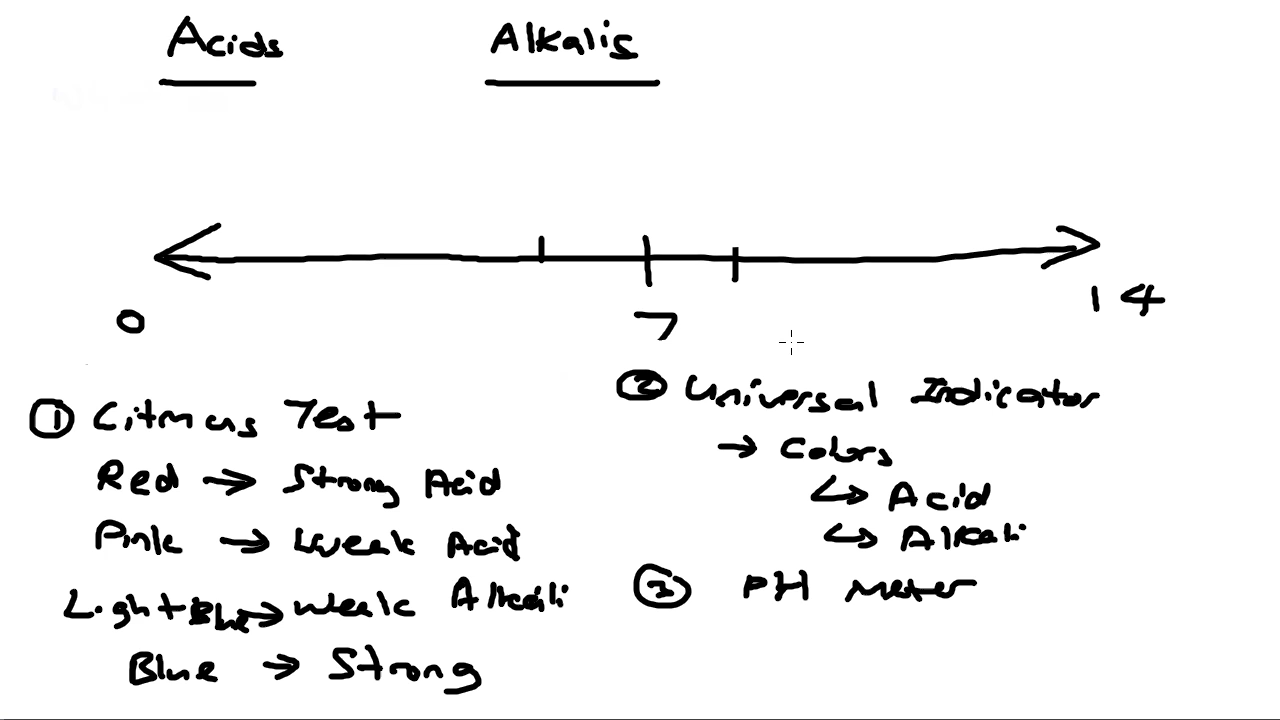 Acids Alkalis
0 7 14
① Litmus Test
Red → Strong Acid
Pink → Weak Acid
Light Blue → Weak Alkali
Blue → Strong
② Universal Indicator
→ Colors
↳ Acid
↳ Alkali
③ PH Meter